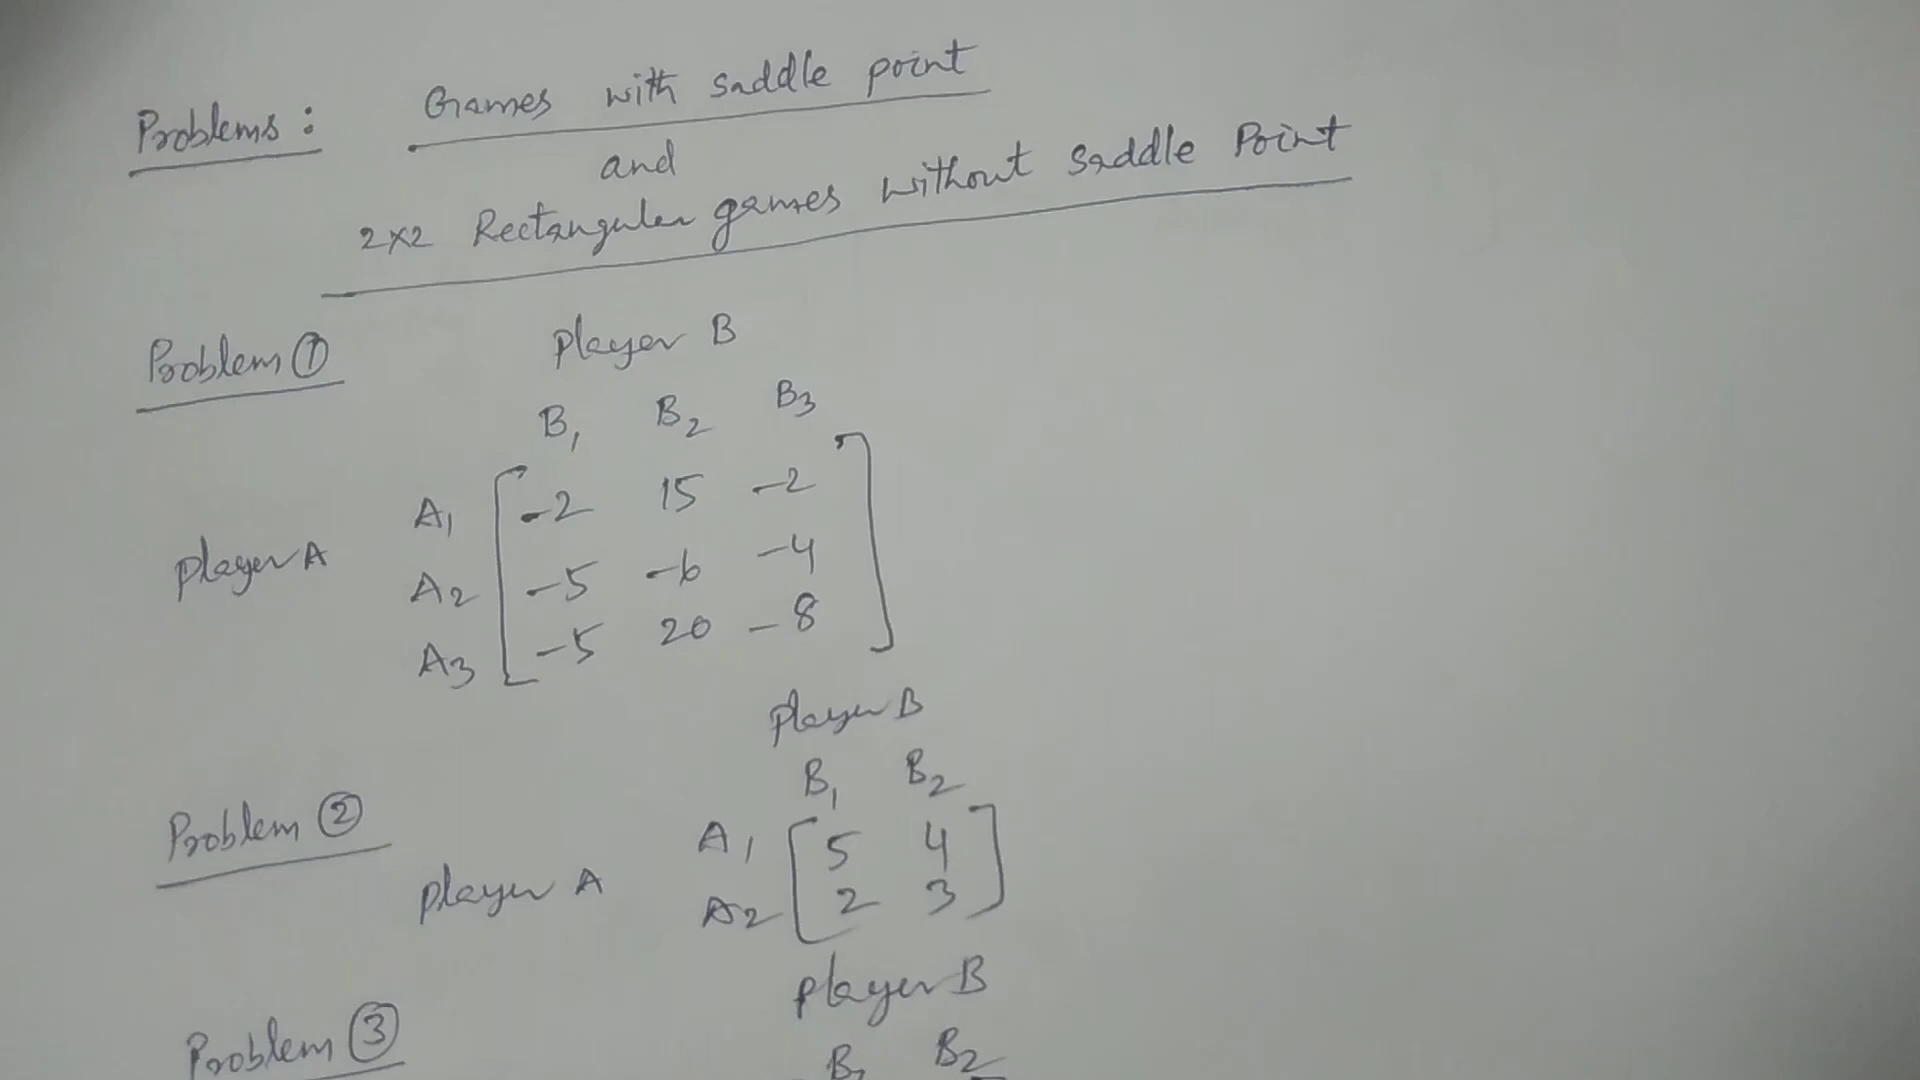 Problems : Games with saddle point
and
2x2 Rectangular games without saddle Point
Problem ① player B
B1 B2 B3
A1 -2 15 -2
player A A2 -5 -6 -4
A3 -5 20 -8
player B
B1 B2
Problem ② A1 5 4
player A A2 2 3
player B
Problem ③ B1 B2